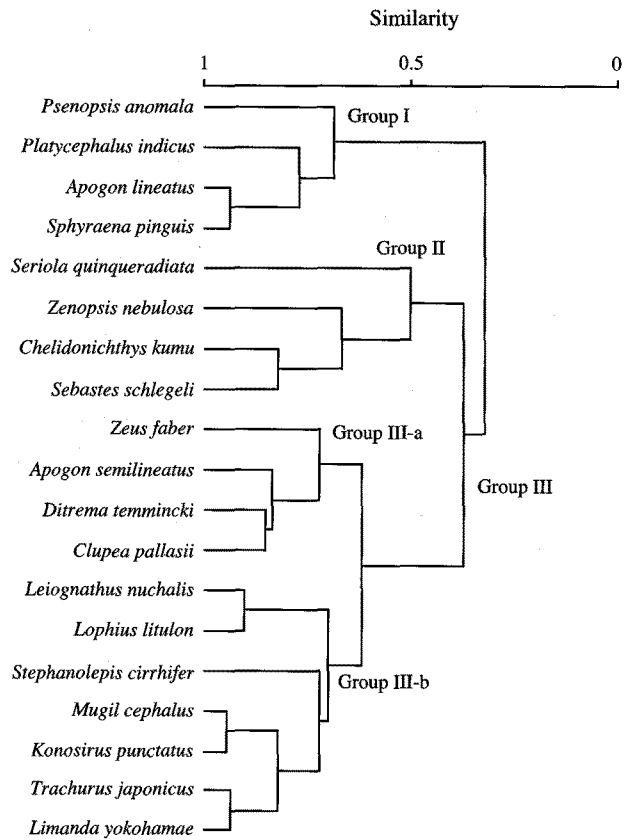 Similarity
1 0.5 0
Psenopsis anomala
Group I
Platycephalus indicus
Apogon lineatus
Sphyraena pinguis
Group II
Seriola quinqueradiata
Zenopsis nebulosa
Chelidonichthys kumu
Sebastes schlegeli
Zeus faber
Group III-a
Apogon semilineatus
Group III
Ditrema temmincki
Clupea pallasii
Leiognathus nuchalis
Lophius litulon
Stephanolepis cirrhifer
Group III-b
Mugil cephalus
Konosirus punctatus
Trachurus japonicus
Limanda yokohamae